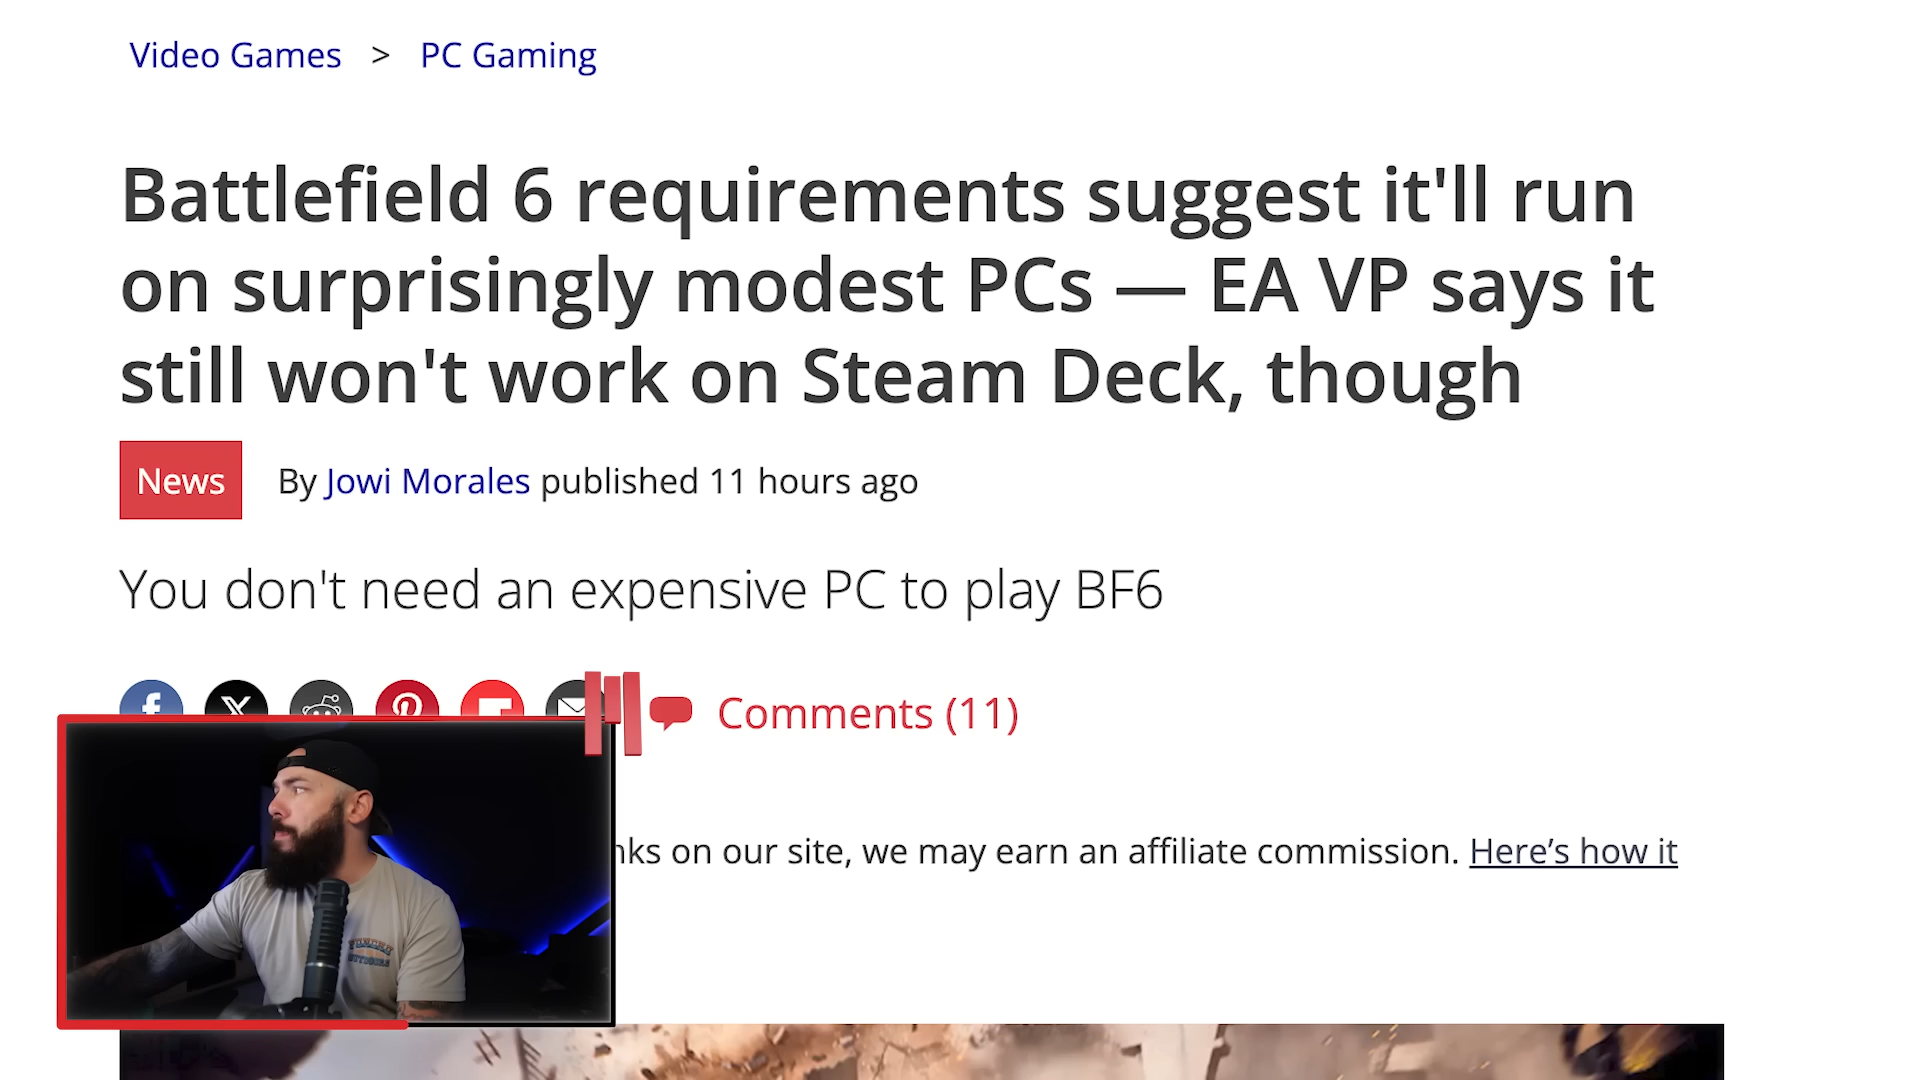 Video Games > PC Gaming
Battlefield 6 requirements suggest it'll run
on surprisingly modest PCs — EA VP says it
still won't work on Steam Deck, though
News By Jowi Morales published 11 hours ago
You don't need an expensive PC to play BF6
Comments (11)
on our site, we may earn an affiliate commission. Here’s how it